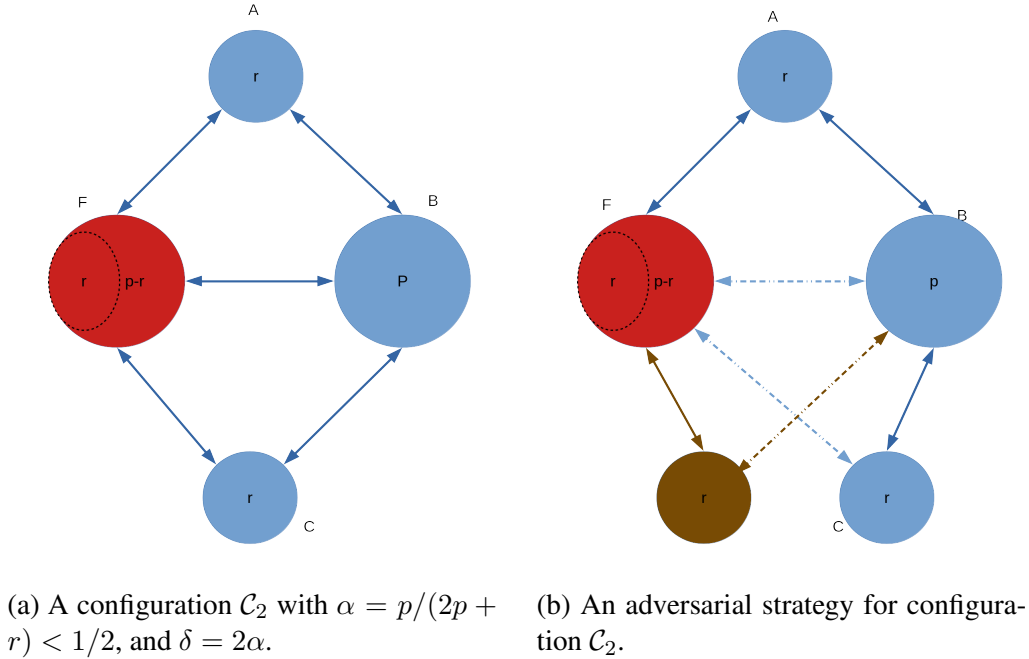 A
r
F
B
r
p-r
P
r
C
A
r
F
B
r
p-r
p
r
r
C
(a) A configuration C₂ with α = p/(2p +
r) < 1/2, and δ = 2α.
(b) An adversarial strategy for configura-
tion C₂.